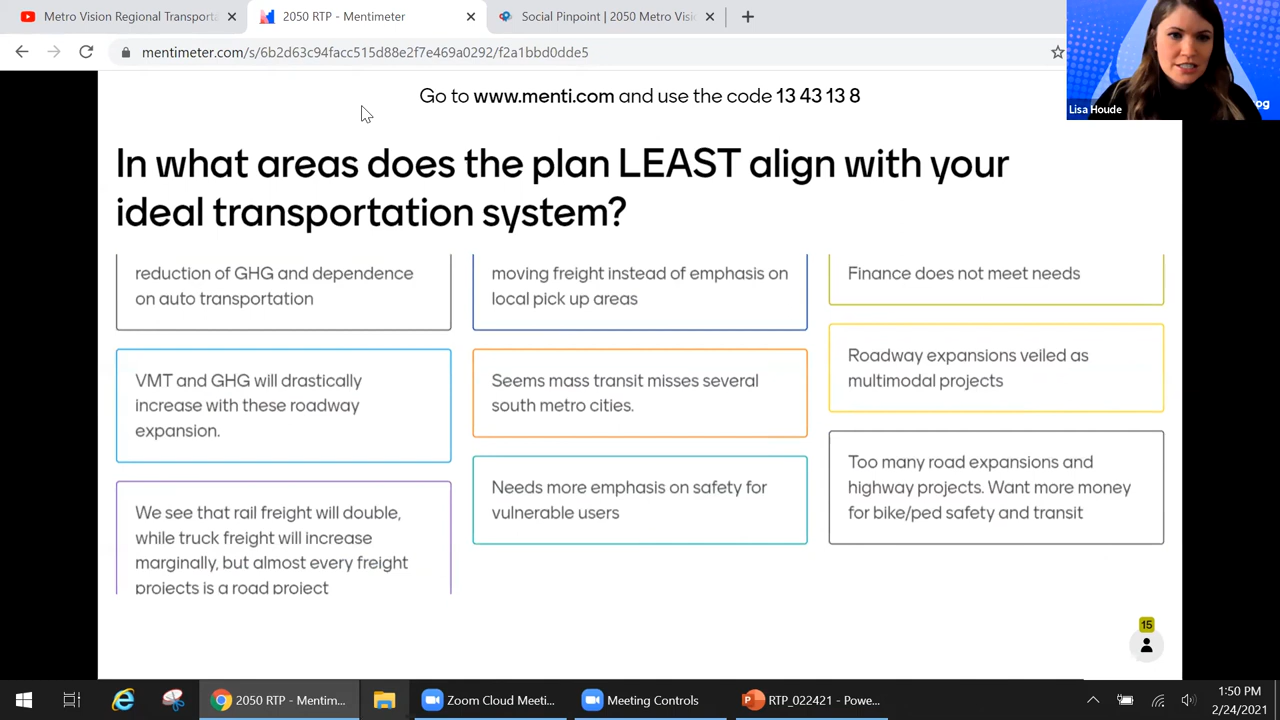 Metro Vision Regional Transporta
2050 RTP - Mentimeter
Social Pinpoint | 2050 Metro Visi
mentimeter.com/s/6b2d63c94facc515d88e2f7e469a0292/f2a1bbd0dde5
Lisa Houde
og
Go to www.menti.com and use the code 13 43 13 8
In what areas does the plan LEAST align with your
ideal transportation system?
reduction of GHG and dependence
on auto transportation
VMT and GHG will drastically
increase with these roadway
expansion.
We see that rail freight will double,
while truck freight will increase
marginally, but almost every freight
projects is a road project
moving freight instead of emphasis on
local pick up areas
Seems mass transit misses several
south metro cities.
Needs more emphasis on safety for
vulnerable users
Finance does not meet needs
Roadway expansions veiled as
multimodal projects
Too many road expansions and
highway projects. Want more money
for bike/ped safety and transit
15
2050 RTP - Mentim...
Zoom Cloud Meeti...
Meeting Controls
RTP_022421 - Powe...
1:50 PM
2/24/2021